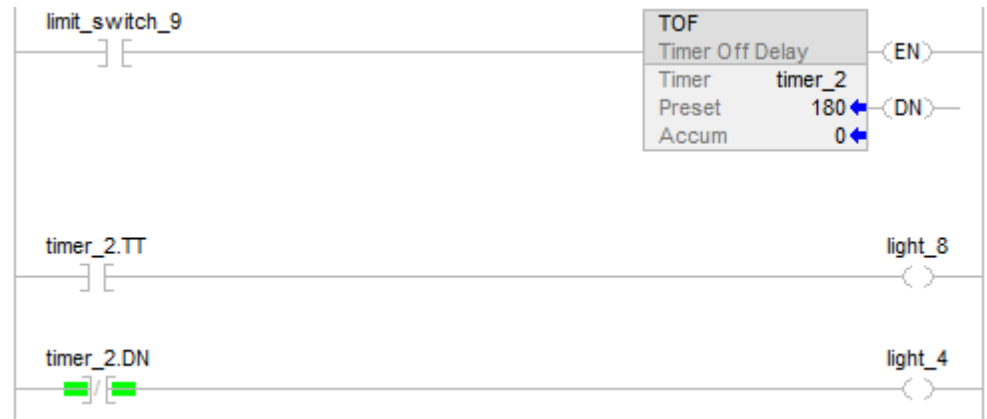 limit_switch_9
TOF
Timer Off Delay
EN
Timer timer_2
Preset 180
DN
Accum 0
timer_2.TT light_8
timer_2.DN light_4